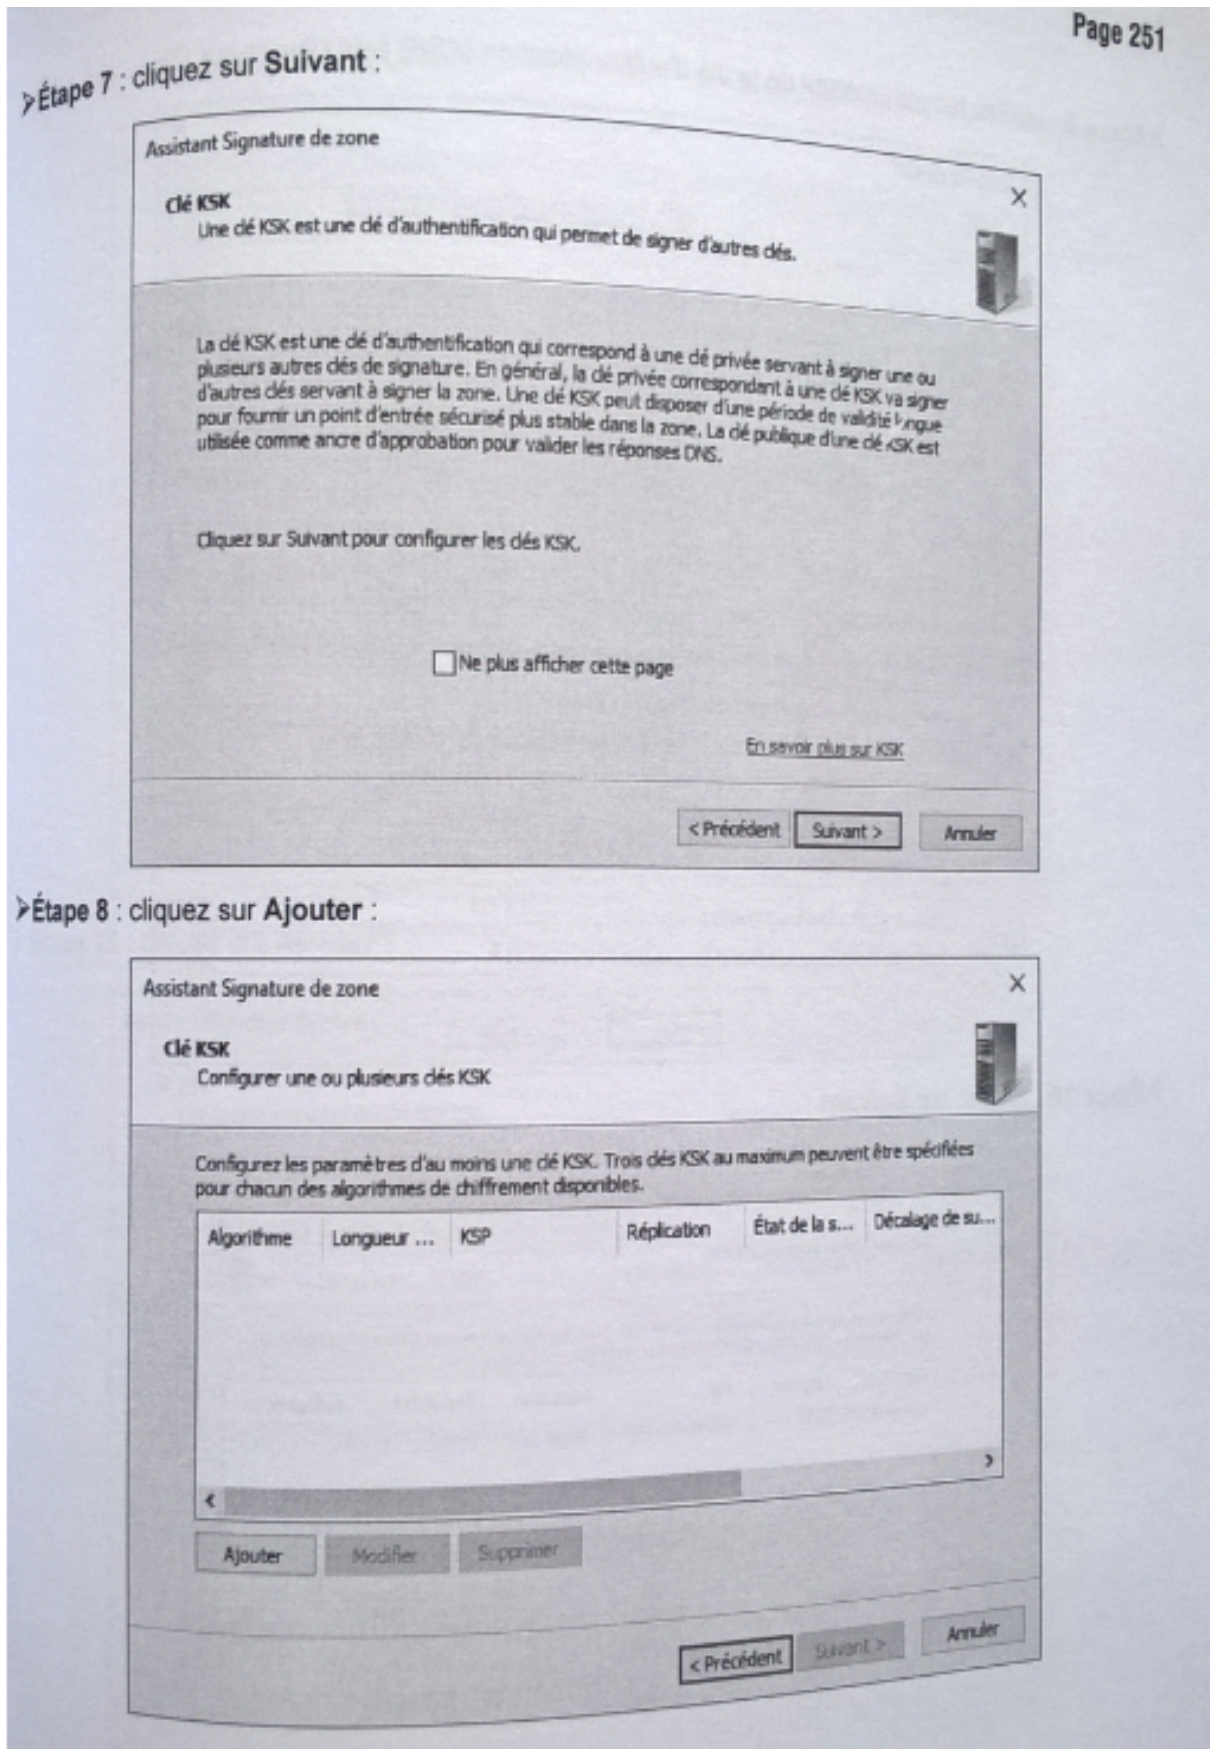 Page 251
➢Étape 7 : cliquez sur Suivant :
Assistant Signature de zone
Clé KSK
Une clé KSK est une clé d'authentification qui permet de signer d'autres clés.
La clé KSK est une clé d'authentification qui correspond à une clé privée servant à signer une ou
plusieurs autres clés de signature. En général, la clé privée correspondant à une clé KSK va signer
d'autres clés servant à signer la zone. Une clé KSK peut disposer d'une période de validité longue
pour fournir un point d'entrée sécurisé plus stable dans la zone. La clé publique d'une clé KSK est
utilisée comme ancre d'approbation pour valider les réponses DNS.
Cliquez sur Suivant pour configurer les clés KSK.
Ne plus afficher cette page
En savoir plus sur KSK
< Précédent Suivant > Annuler
➢Étape 8 : cliquez sur Ajouter :
Assistant Signature de zone
Clé KSK
Configurer une ou plusieurs clés KSK
Configurez les paramètres d'au moins une clé KSK. Trois clés KSK au maximum peuvent être spécifiées
pour chacun des algorithmes de chiffrement disponibles.
Algorithme Longueur ... KSP Réplication État de la s... Décalage de su...
Ajouter Modifier Supprimer
< Précédent Suivant > Annuler